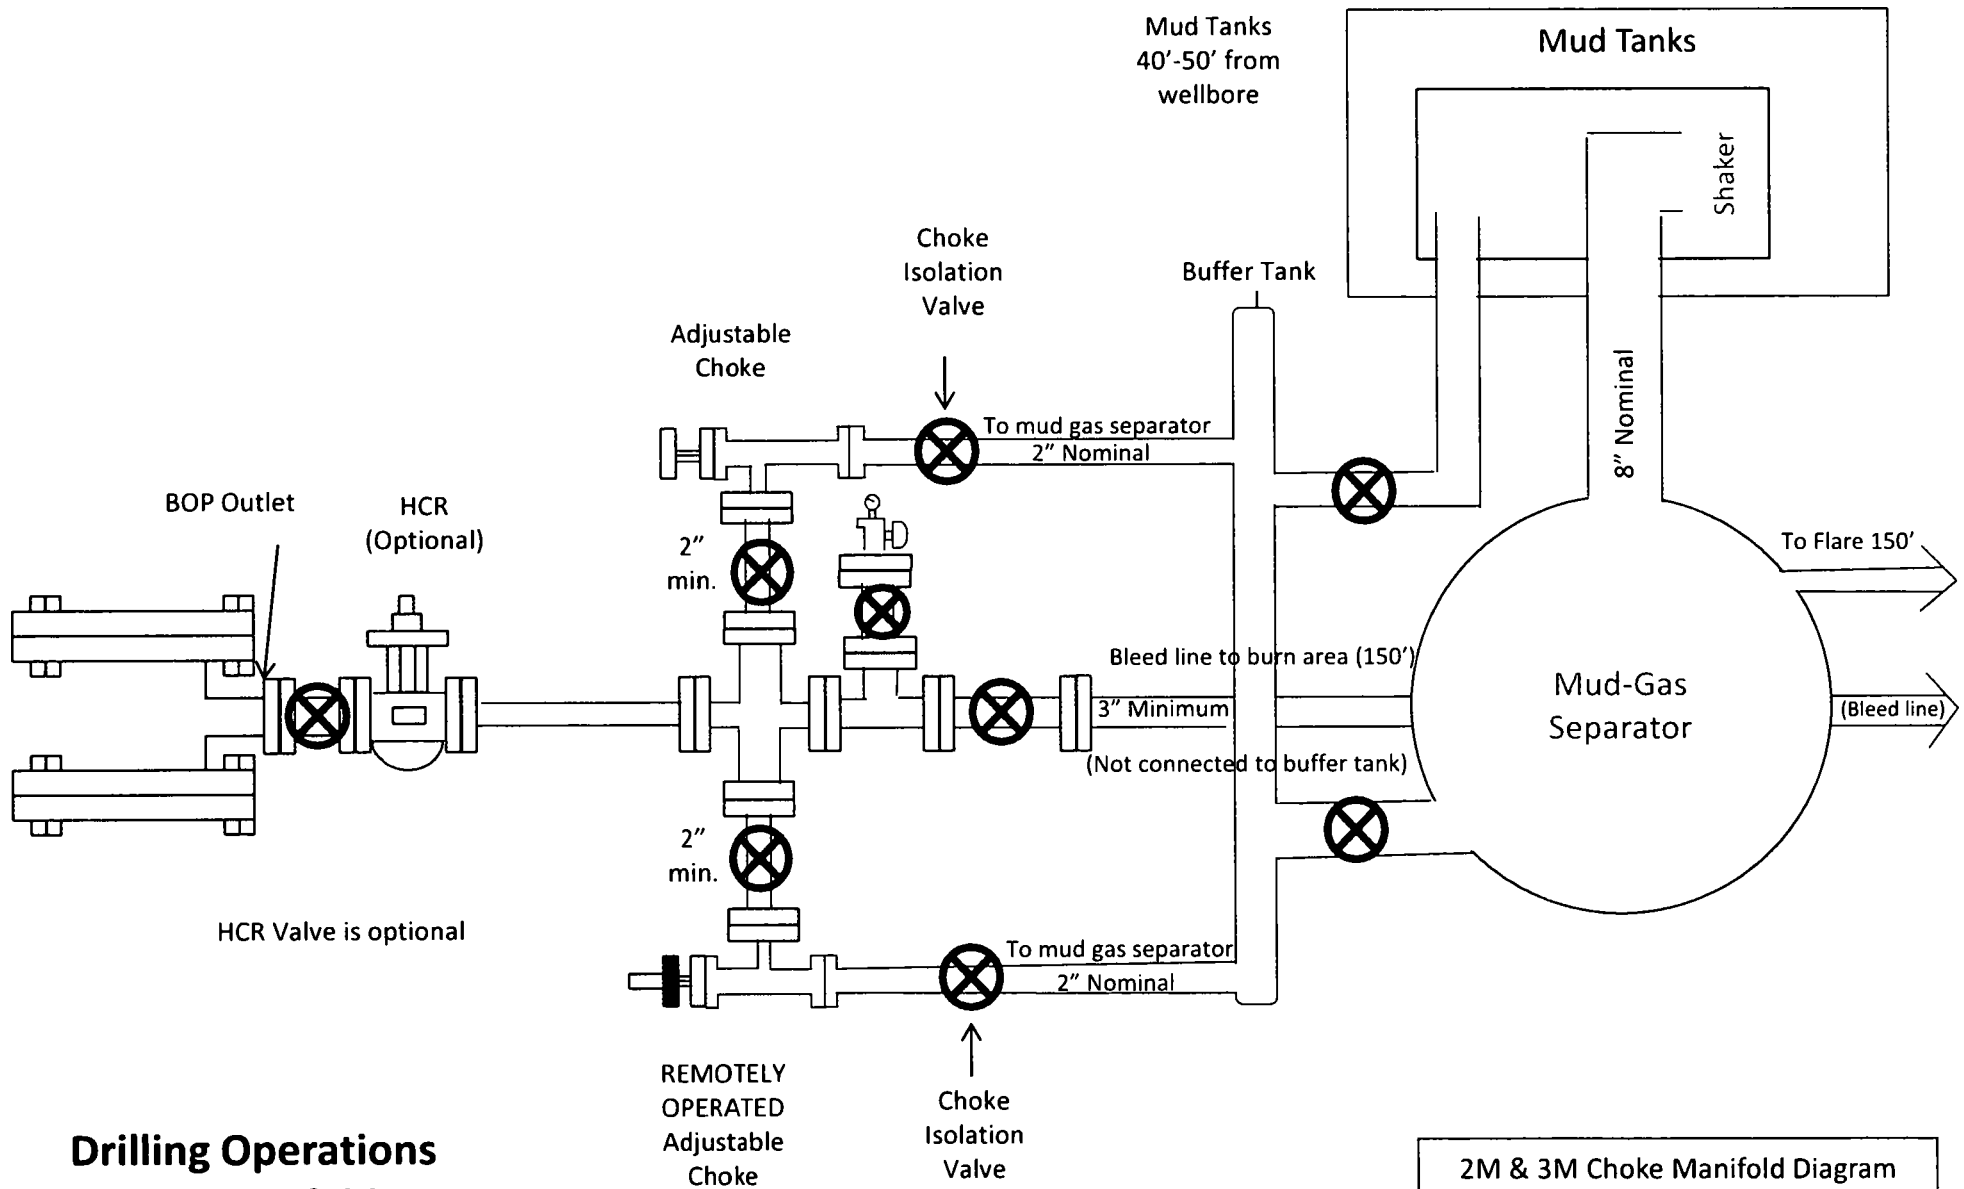 Mud Tanks
40'-50' from
wellbore
Mud Tanks
Shaker
Choke
Isolation
Valve
Buffer Tank
Adjustable
Choke
8" Nominal
To mud gas separator
2" Nominal
BOP Outlet
HCR
(Optional)
2"
min.
To Flare 150'
Bleed line to burn area (150')
3" Minimum
(Not connected to buffer tank)
Mud-Gas
Separator
(Bleed line)
2"
min.
HCR Valve is optional
To mud gas separator
2" Nominal
REMOTELY
OPERATED
Adjustable
Choke
Choke
Isolation
Valve
Drilling Operations
2M & 3M Choke Manifold Diagram